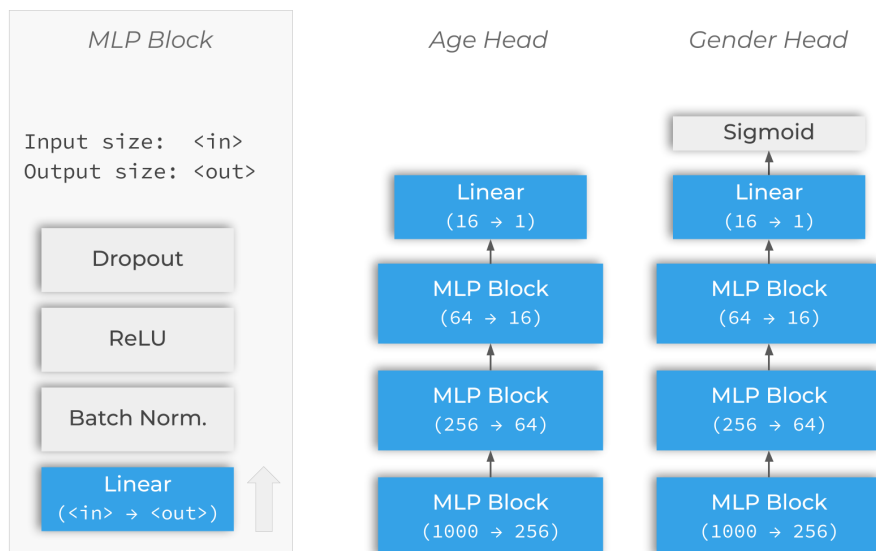 MLP Block
Input size: <in>
Output size: <out>
Dropout
ReLU
Batch Norm.
Linear
(<in> → <out>)
Age Head
Linear
(16 → 1)
MLP Block
(64 → 16)
MLP Block
(256 → 64)
MLP Block
(1000 → 256)
Gender Head
Sigmoid
Linear
(16 → 1)
MLP Block
(64 → 16)
MLP Block
(256 → 64)
MLP Block
(1000 → 256)